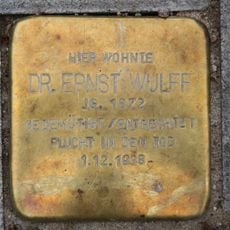 HIER WOHNTE
DR. ERNST WULFF
JG. 1872
GEDEMÜTIGT / ENTRECHTET
FLUCHT IN DEN TOD
1.12.1938